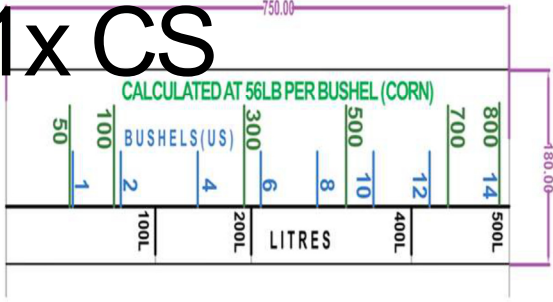 750.00
1x CS
CALCULATED AT 56LB PER BUSHEL (CORN)
50 100 300 500 700 800
BUSHELS(US)
1 2 4 6 8 10 12 14
100L 200L 400L 500L
LITRES
180.00